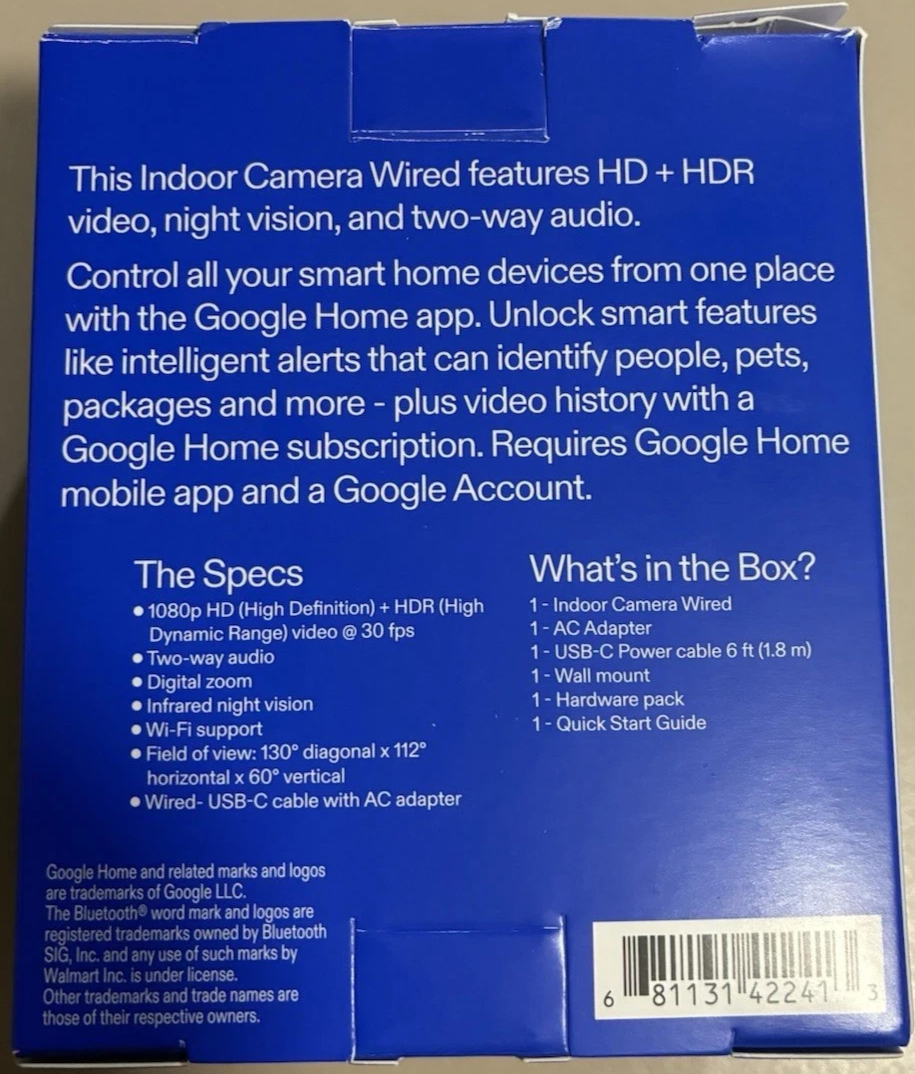 This Indoor Camera Wired features HD + HDR
video, night vision, and two-way audio.
Control all your smart home devices from one place
with the Google Home app. Unlock smart features
like intelligent alerts that can identify people, pets,
packages and more - plus video history with a
Google Home subscription. Requires Google Home
mobile app and a Google Account.
The Specs
● 1080p HD (High Definition) + HDR (High
Dynamic Range) video @ 30 fps
● Two-way audio
● Digital zoom
● Infrared night vision
● Wi-Fi support
● Field of view: 130° diagonal x 112°
horizontal x 60° vertical
● Wired- USB-C cable with AC adapter
What's in the Box?
1 - Indoor Camera Wired
1 - AC Adapter
1 - USB-C Power cable 6 ft (1.8 m)
1 - Wall mount
1 - Hardware pack
1 - Quick Start Guide
Google Home and related marks and logos
are trademarks of Google LLC.
The Bluetooth® word mark and logos are
registered trademarks owned by Bluetooth
SIG, Inc. and any use of such marks by
Walmart Inc. is under license.
Other trademarks and trade names are
those of their respective owners.
6 81131 42241 3